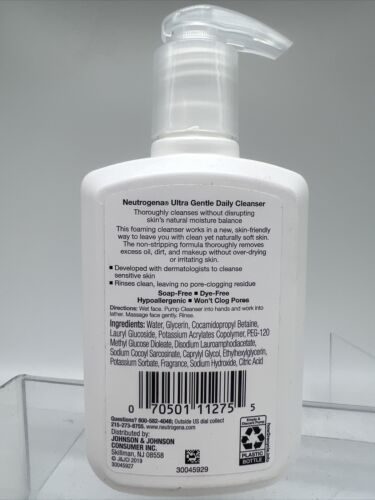 Neutrogena® Ultra Gentle Daily Cleanser
Thoroughly cleanses without disrupting
skin's natural moisture balance
This foaming cleanser works in a new, skin-friendly
way to leave you with clean yet naturally soft skin.
The non-stripping formula thoroughly removes
excess oil, dirt, and makeup without over-drying
or irritating skin.
■ Developed with dermatologists to cleanse
sensitive skin
■ Rinses clean, leaving no pore-clogging residue
Soap-Free ■ Dye-Free
Hypoallergenic ■ Won't Clog Pores
Directions: Wet face. Pump Cleanser into hands and work into
lather. Massage face gently. Rinse.
Ingredients: Water, Glycerin, Cocamidopropyl Betaine,
Lauryl Glucoside, Potassium Acrylates Copolymer, PEG-120
Methyl Glucose Dioleate, Disodium Lauroamphodiacetate,
Sodium Cocoyl Sarcosinate, Caprylyl Glycol, Ethylhexylglycerin,
Potassium Sorbate, Fragrance, Sodium Hydroxide, Citric Acid
0 70501 11275 5
Questions? 800-582-4048; Outside US dial collect
215-273-8755. www.neutrogena.com
Distributed by:
JOHNSON & JOHNSON
CONSUMER INC.
Skillman, NJ 08558
© J&JCI 2019
30045927
30045929
Empty & Replace Pump
PLASTIC
BOTTLE